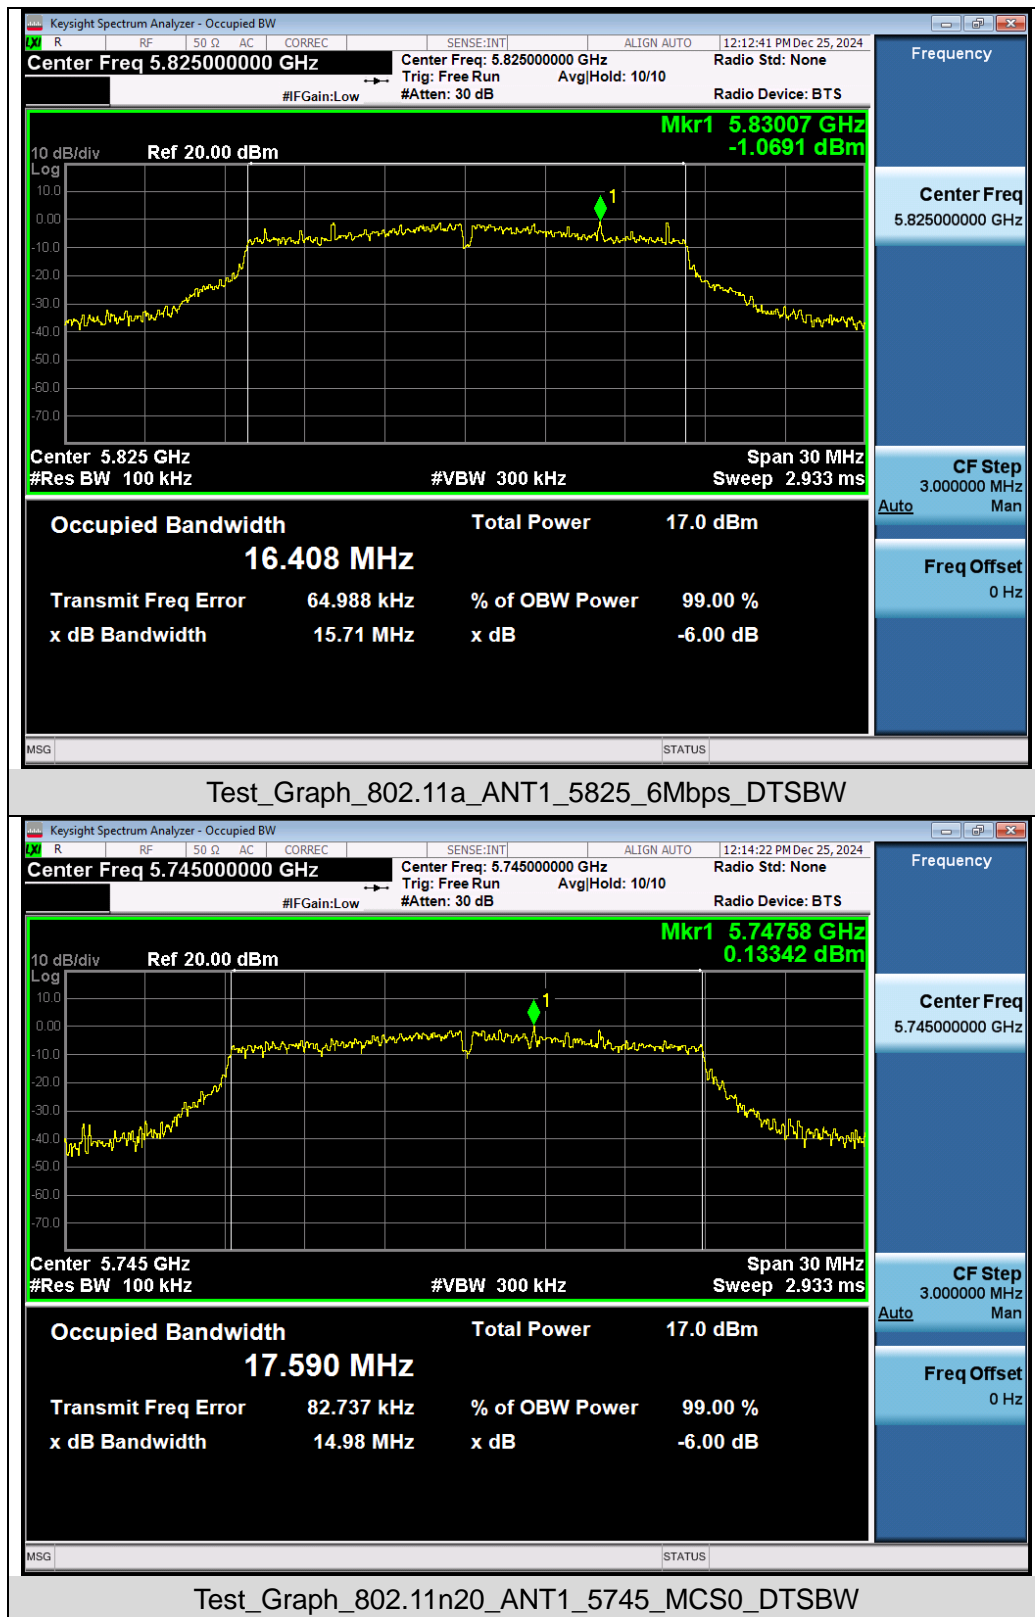 Keysight Spectrum Analyzer - Occupied BW
LXI R RF 50 Ω AC CORREC SENSE:INT ALIGN AUTO 12:12:41 PM Dec 25, 2024
Center Freq 5.825000000 GHz
Center Freq: 5.825000000 GHz
Radio Std: None
Trig: Free Run Avg|Hold: 10/10
#IFGain:Low #Atten: 30 dB Radio Device: BTS
Frequency
Mkr1 5.83007 GHz
-1.0691 dBm
10 dB/div Ref 20.00 dBm
Log
1
10.0
0.00
-10.0
-20.0
-30.0
-40.0
-50.0
-60.0
-70.0
Center Freq
5.825000000 GHz
Center 5.825 GHz Span 30 MHz
#Res BW 100 kHz #VBW 300 kHz Sweep 2.933 ms
CF Step
3.000000 MHz
Auto Man
Occupied Bandwidth Total Power 17.0 dBm
16.408 MHz
Freq Offset
0 Hz
Transmit Freq Error 64.988 kHz % of OBW Power 99.00 %
x dB Bandwidth 15.71 MHz x dB -6.00 dB
MSG STATUS
Test_Graph_802.11a_ANT1_5825_6Mbps_DTSBW
Keysight Spectrum Analyzer - Occupied BW
LXI R RF 50 Ω AC CORREC SENSE:INT ALIGN AUTO 12:14:22 PM Dec 25, 2024
Center Freq 5.745000000 GHz
Center Freq: 5.745000000 GHz
Radio Std: None
Trig: Free Run Avg|Hold: 10/10
#IFGain:Low #Atten: 30 dB Radio Device: BTS
Frequency
Mkr1 5.74758 GHz
0.13342 dBm
10 dB/div Ref 20.00 dBm
Log
1
10.0
0.00
-10.0
-20.0
-30.0
-40.0
-50.0
-60.0
-70.0
Center Freq
5.745000000 GHz
Center 5.745 GHz Span 30 MHz
#Res BW 100 kHz #VBW 300 kHz Sweep 2.933 ms
CF Step
3.000000 MHz
Auto Man
Occupied Bandwidth Total Power 17.0 dBm
17.590 MHz
Freq Offset
0 Hz
Transmit Freq Error 82.737 kHz % of OBW Power 99.00 %
x dB Bandwidth 14.98 MHz x dB -6.00 dB
MSG STATUS
Test_Graph_802.11n20_ANT1_5745_MCS0_DTSBW